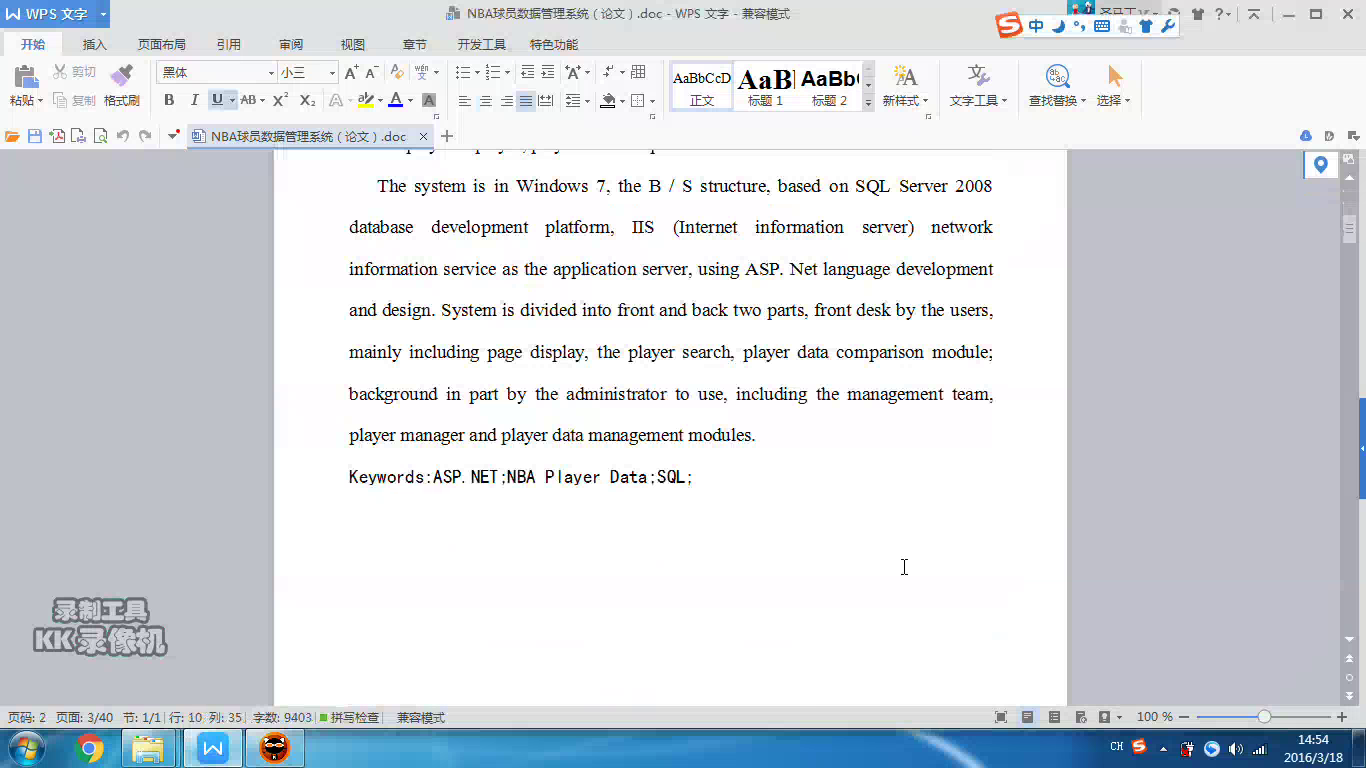 WPS 文字
NBA球员数据管理系统（论文）.doc - WPS 文字 - 兼容模式
开始 插入 页面布局 引用 审阅 视图 章节 开发工具 特色功能
剪切
黑体 小三
粘贴 复制 格式刷
AaBbCcD AaB AaBb
正文 标题 1 标题 2 新样式 文字工具 查找替换 选择
NBA球员数据管理系统（论文）.doc
The system is in Windows 7, the B / S structure, based on SQL Server 2008
database development platform, IIS (Internet information server) network
information service as the application server, using ASP. Net language development
and design. System is divided into front and back two parts, front desk by the users,
mainly including page display, the player search, player data comparison module;
background in part by the administrator to use, including the management team,
player manager and player data management modules.
Keywords:ASP.NET;NBA Player Data;SQL;
录制工具
KK录像机
页码: 2 页面: 3/40 节: 1/1 行: 10 列: 35 字数: 9403 拼写检查 兼容模式 100 %
CH 14:54
2016/3/18